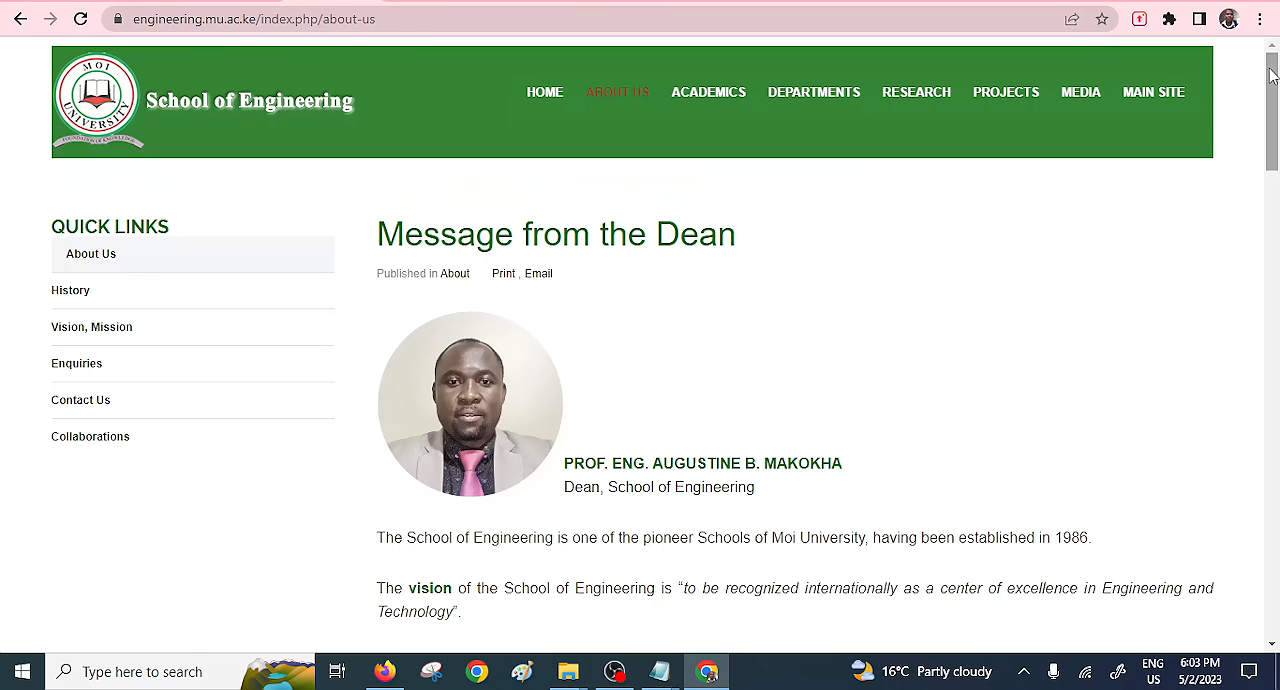 engineering.mu.ac.ke/index.php/about-us
MOI
UNIVERSITY
FOUNDATION OF KNOWLEDGE
School of Engineering
HOME ABOUT US ACADEMICS DEPARTMENTS RESEARCH PROJECTS MEDIA MAIN SITE
QUICK LINKS
About Us
History
Vision, Mission
Enquiries
Contact Us
Collaborations
Message from the Dean
Published in About Print , Email
PROF. ENG. AUGUSTINE B. MAKOKHA
Dean, School of Engineering
The School of Engineering is one of the pioneer Schools of Moi University, having been established in 1986.
The vision of the School of Engineering is “to be recognized internationally as a center of excellence in Engineering and
Technology”.
Type here to search
16°C Partly cloudy
ENG
US
6:03 PM
5/2/2023